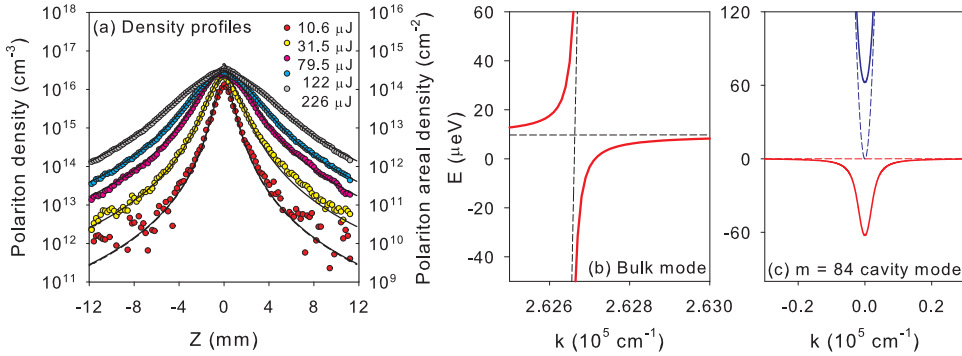 (a) Density profiles
10.6 μJ
31.5 μJ
79.5 μJ
122 μJ
226 μJ
Polariton density (cm-3)
10^18
10^17
10^16
10^15
10^14
10^13
10^12
10^11
-12 -8 -4 0 4 8 12
Z (mm)
10^16
10^15
10^14
10^13
10^12
10^11
10^10
10^9
Polariton areal density (cm-2)
E (μeV)
60
40
20
0
-20
-40
(b) Bulk mode
2.626 2.628 2.630
k (10^5 cm-1)
120
60
0
-60
(c) m = 84 cavity mode
-0.2 0.0 0.2
k (10^5 cm-1)